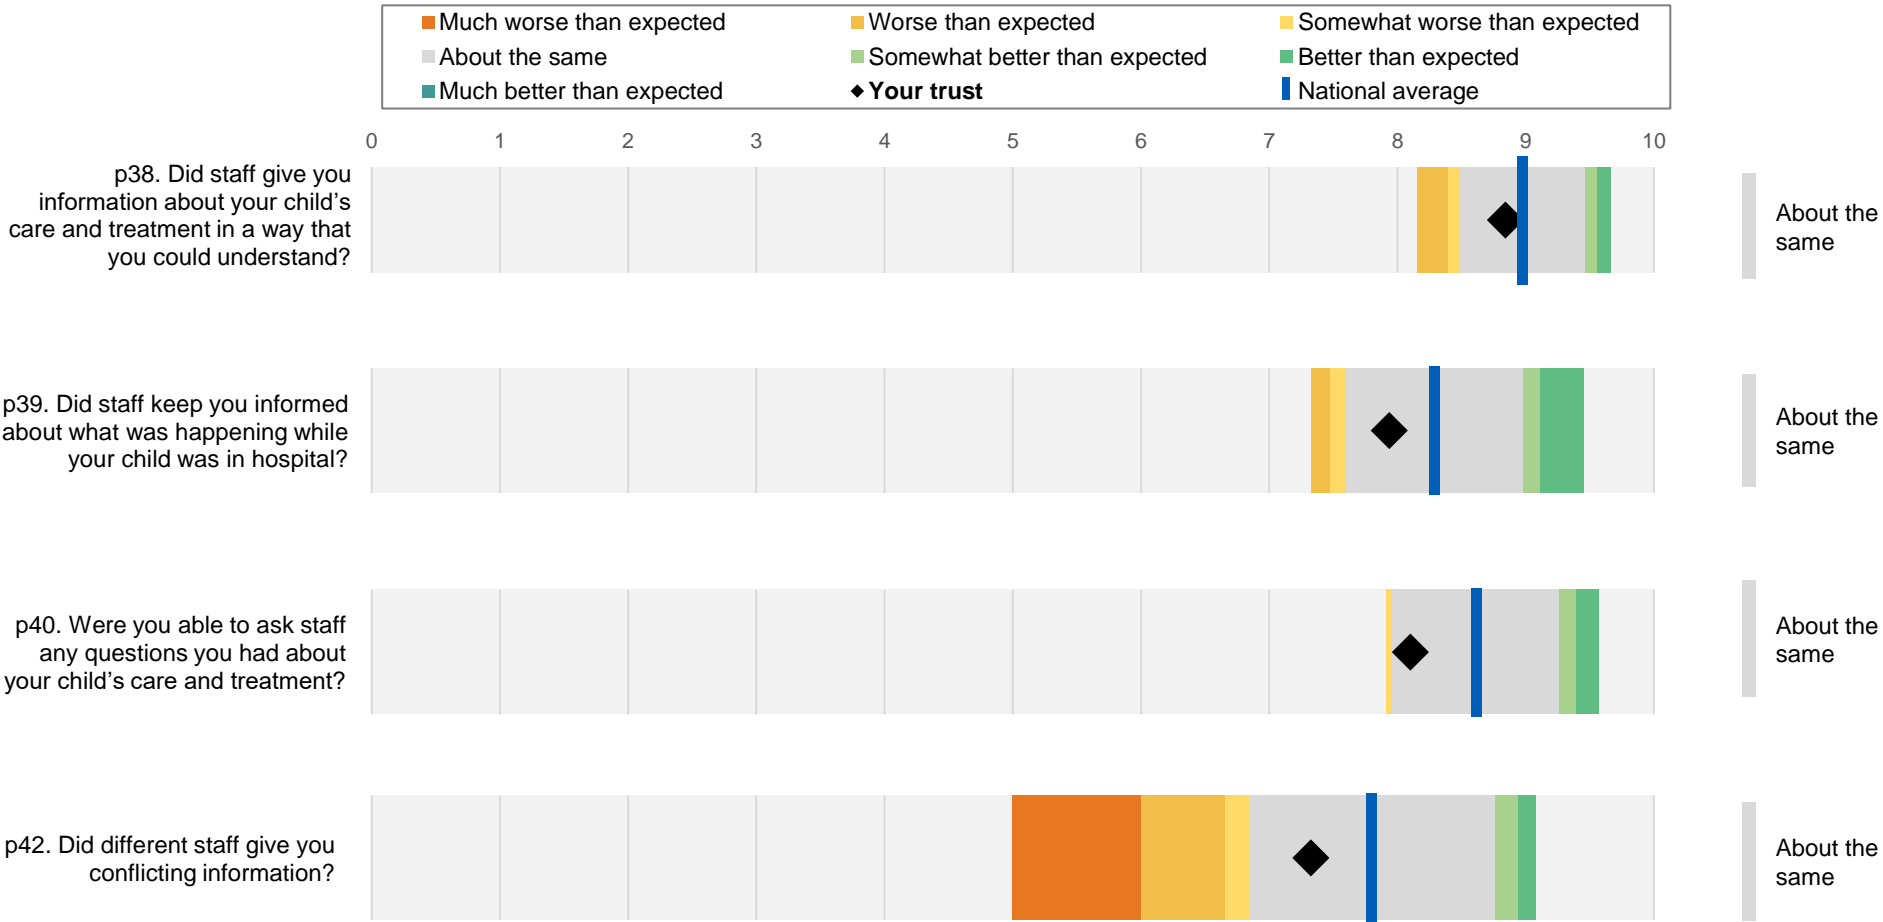 Much worse than expected
Worse than expected
Somewhat worse than expected
About the same
Somewhat better than expected
Better than expected
Much better than expected
Your trust
National average
0 1 2 3 4 5 6 7 8 9 10
p38. Did staff give you
information about your child’s
care and treatment in a way that
you could understand?
About the
same
p39. Did staff keep you informed
about what was happening while
your child was in hospital?
About the
same
p40. Were you able to ask staff
any questions you had about
your child’s care and treatment?
About the
same
p42. Did different staff give you
conflicting information?
About the
same